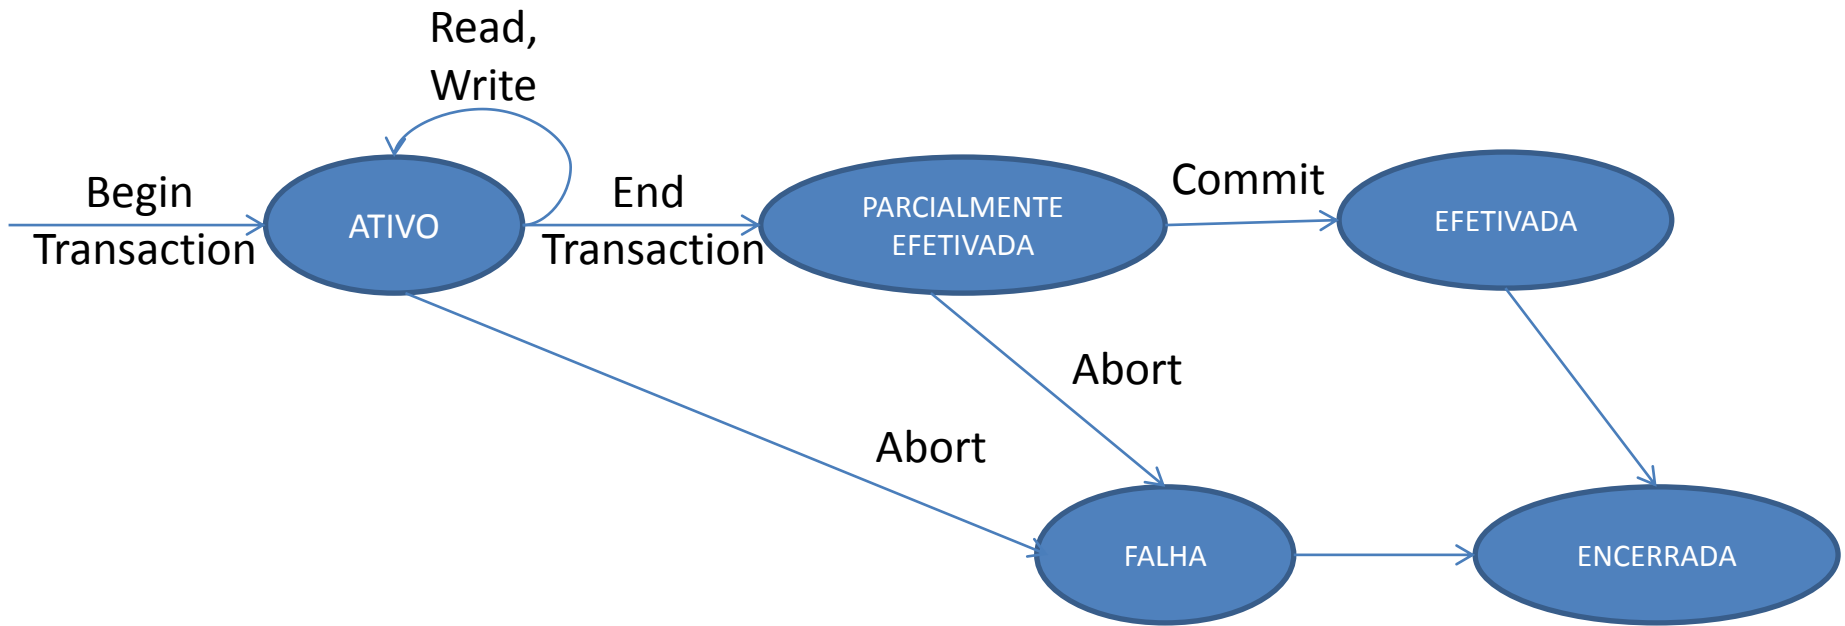 Read,
Write
Begin
Transaction
ATIVO
End
Transaction
PARCIALMENTE
EFETIVADA
Commit
EFETIVADA
Abort
Abort
FALHA
ENCERRADA